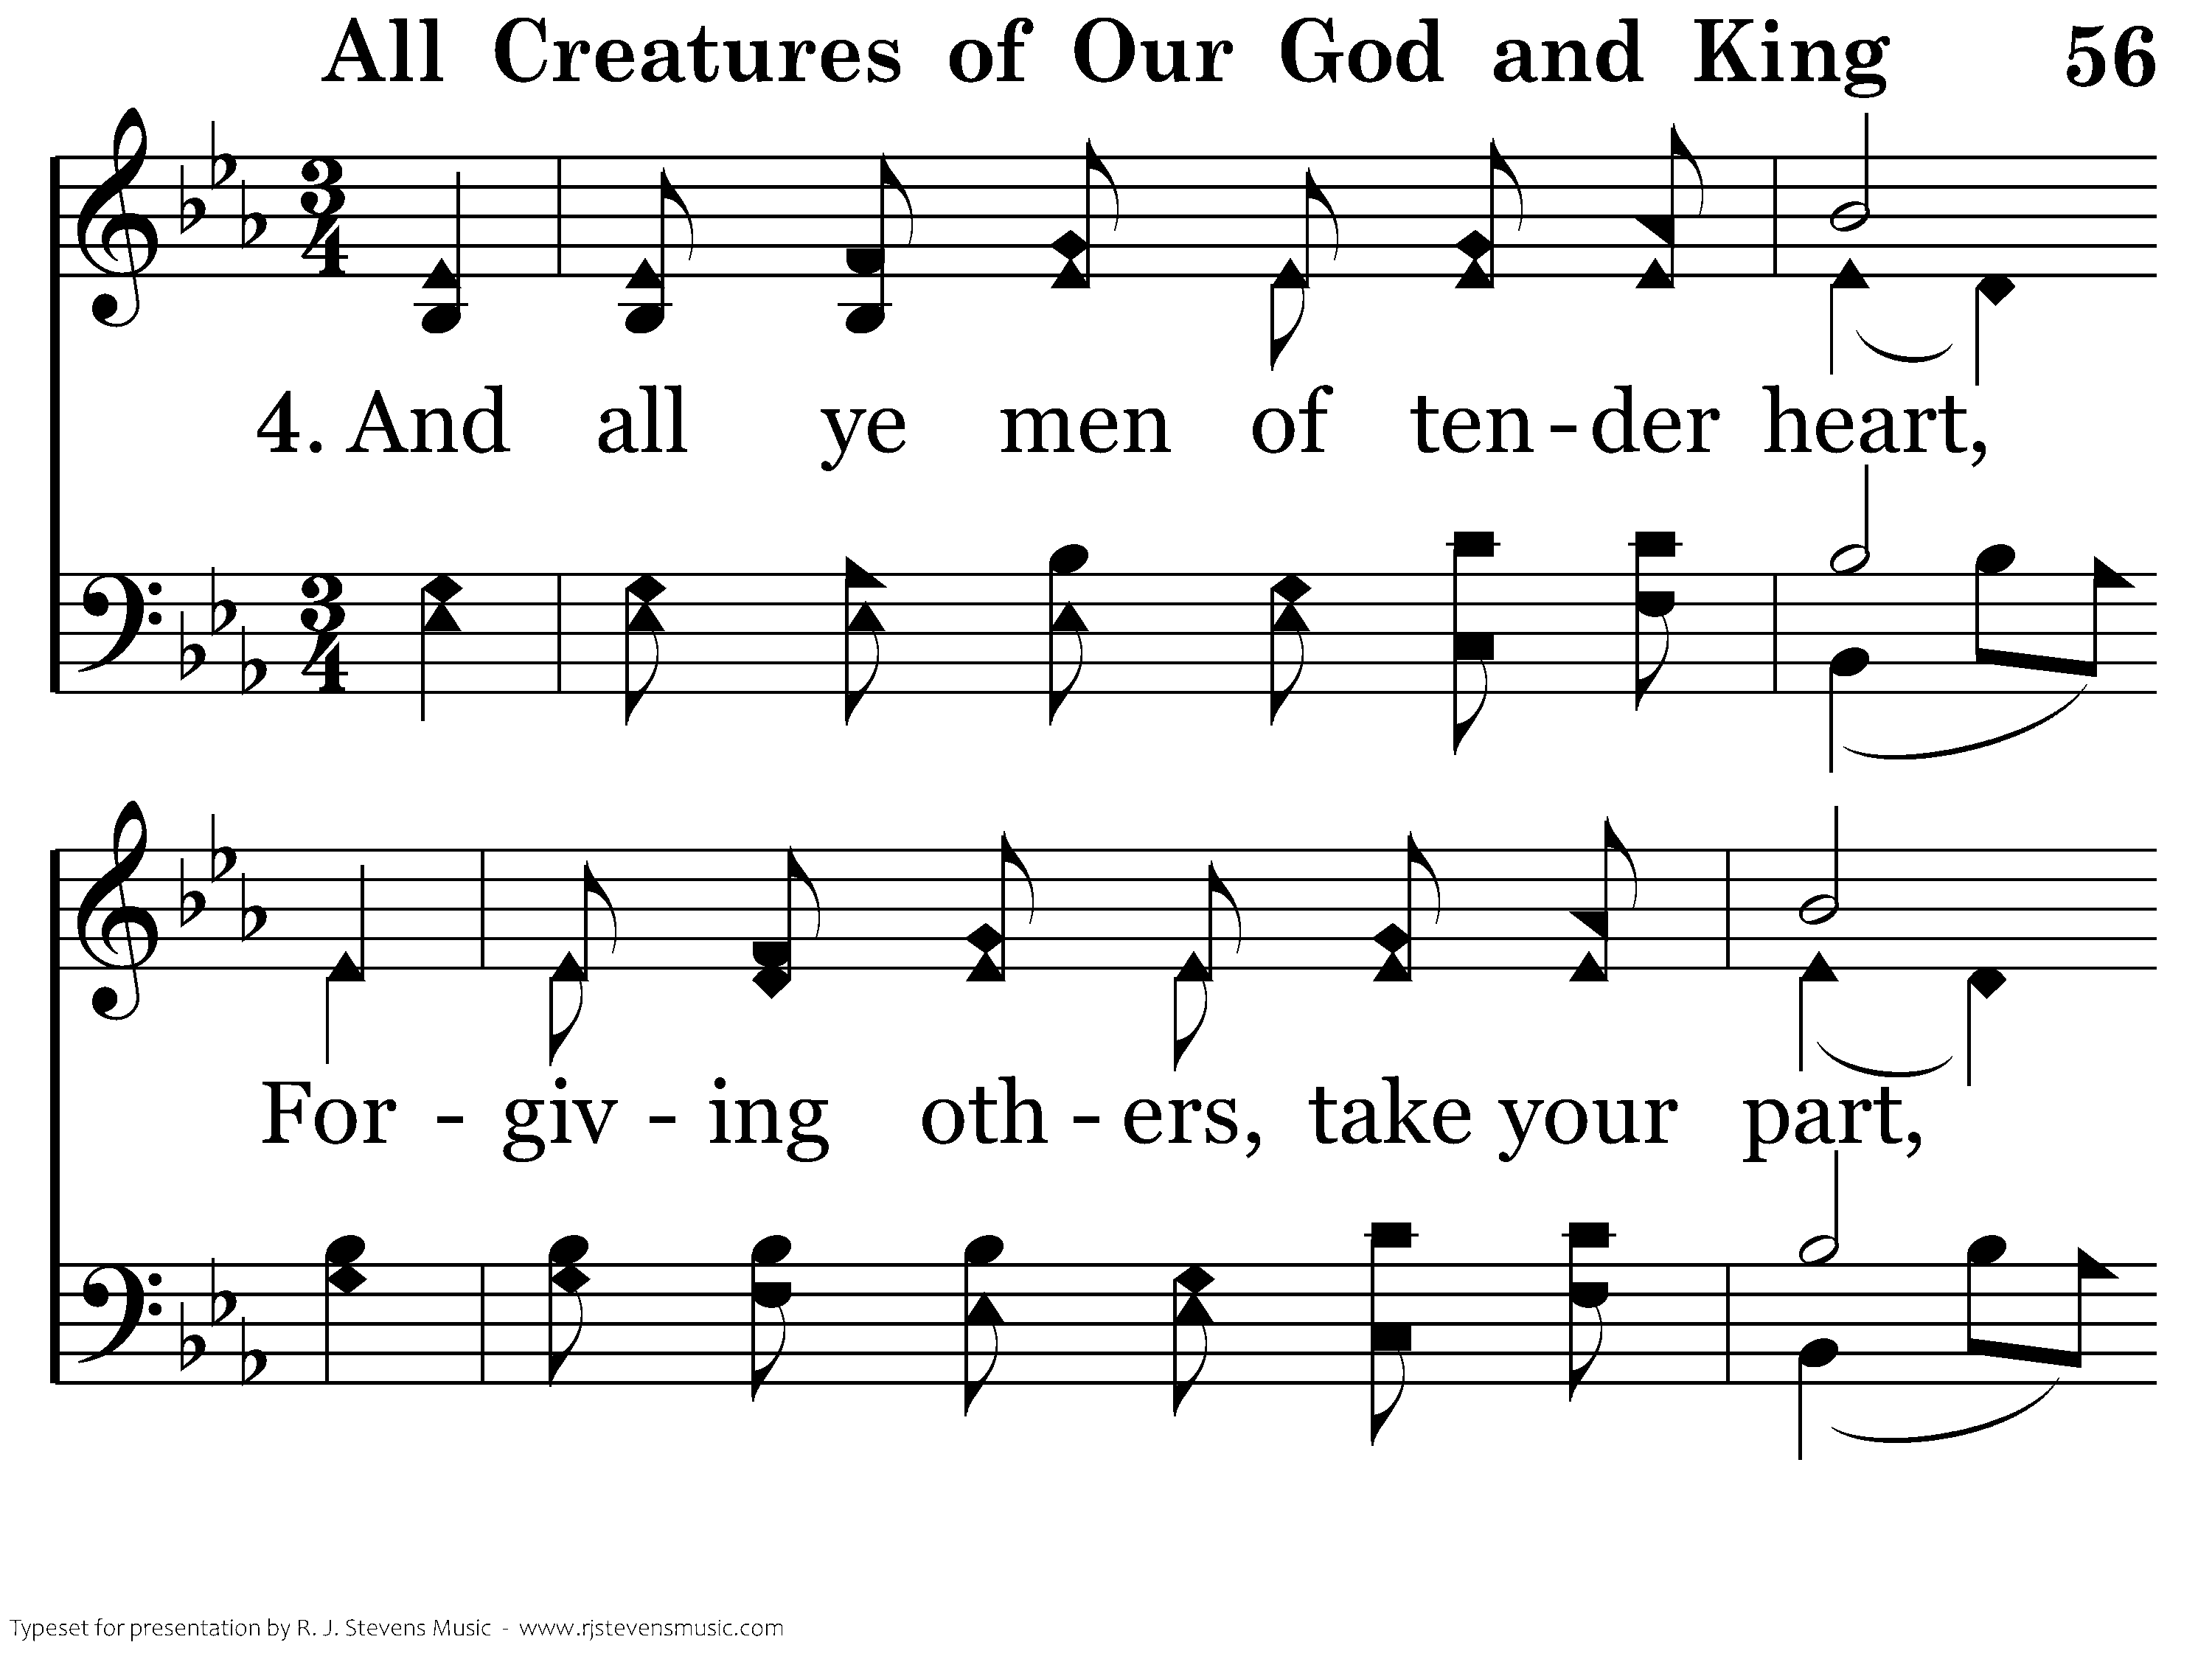 All Creatures of Our God and King 56
4. And all ye men of ten - der heart,
For - giv - ing oth - ers, take your part,
Typeset for presentation by R. J. Stevens Music - www.rjstevensmusic.com